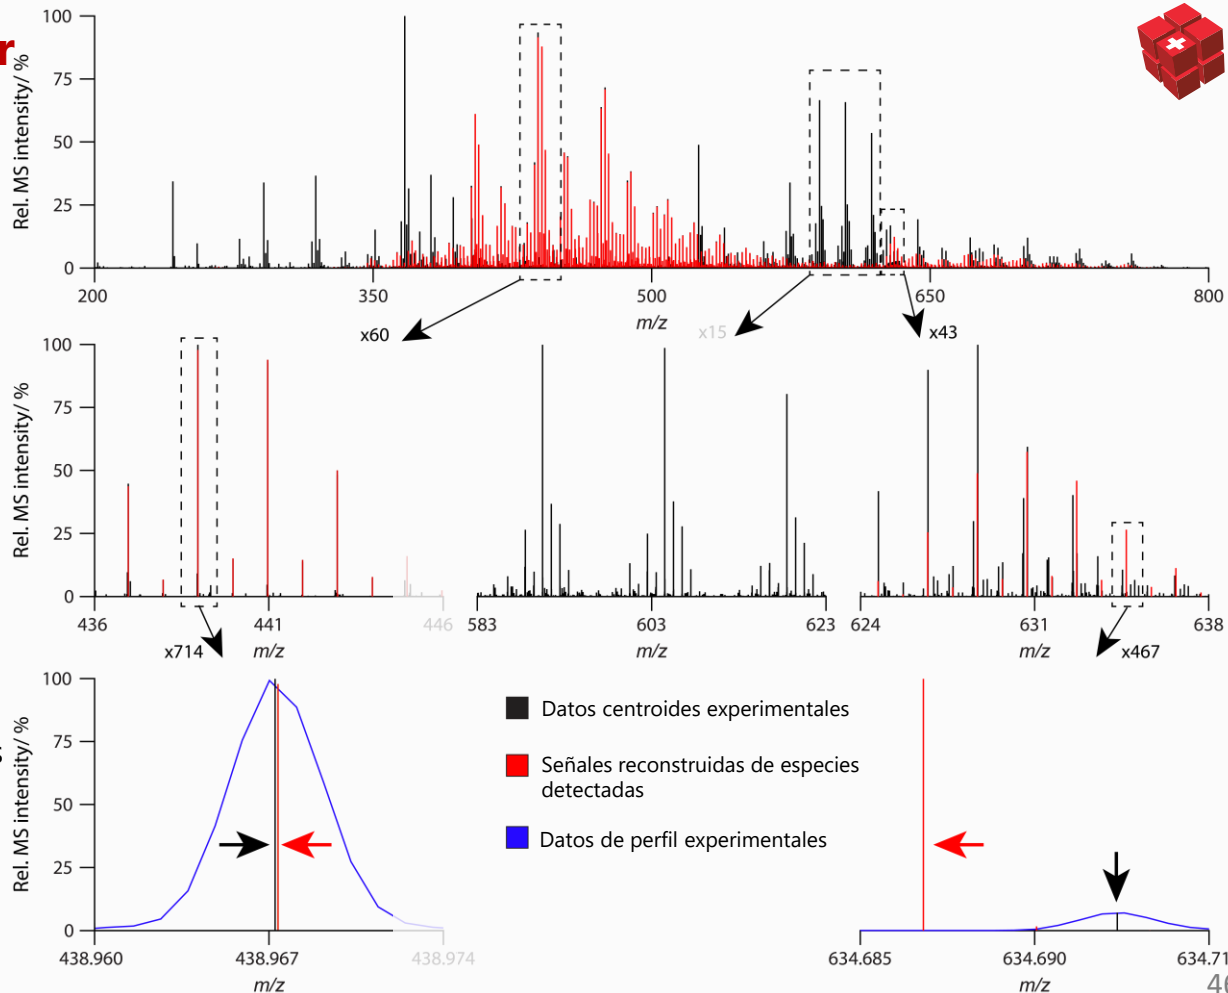 r
Rel. MS intensity/ %
100
75
50
25
0
200
350
500
650
800
m/z
x60
x15
x43
Rel. MS intensity/ %
100
75
50
25
0
436
441
446
m/z
583
603
623
m/z
624
631
638
m/z
x714
x467
Rel. MS intensity/ %
100
75
50
25
0
438.960
438.967
438.974
m/z
Datos centroides experimentales
Señales reconstruidas de especies
detectadas
Datos de perfil experimentales
634.685
634.690
634.71
m/z